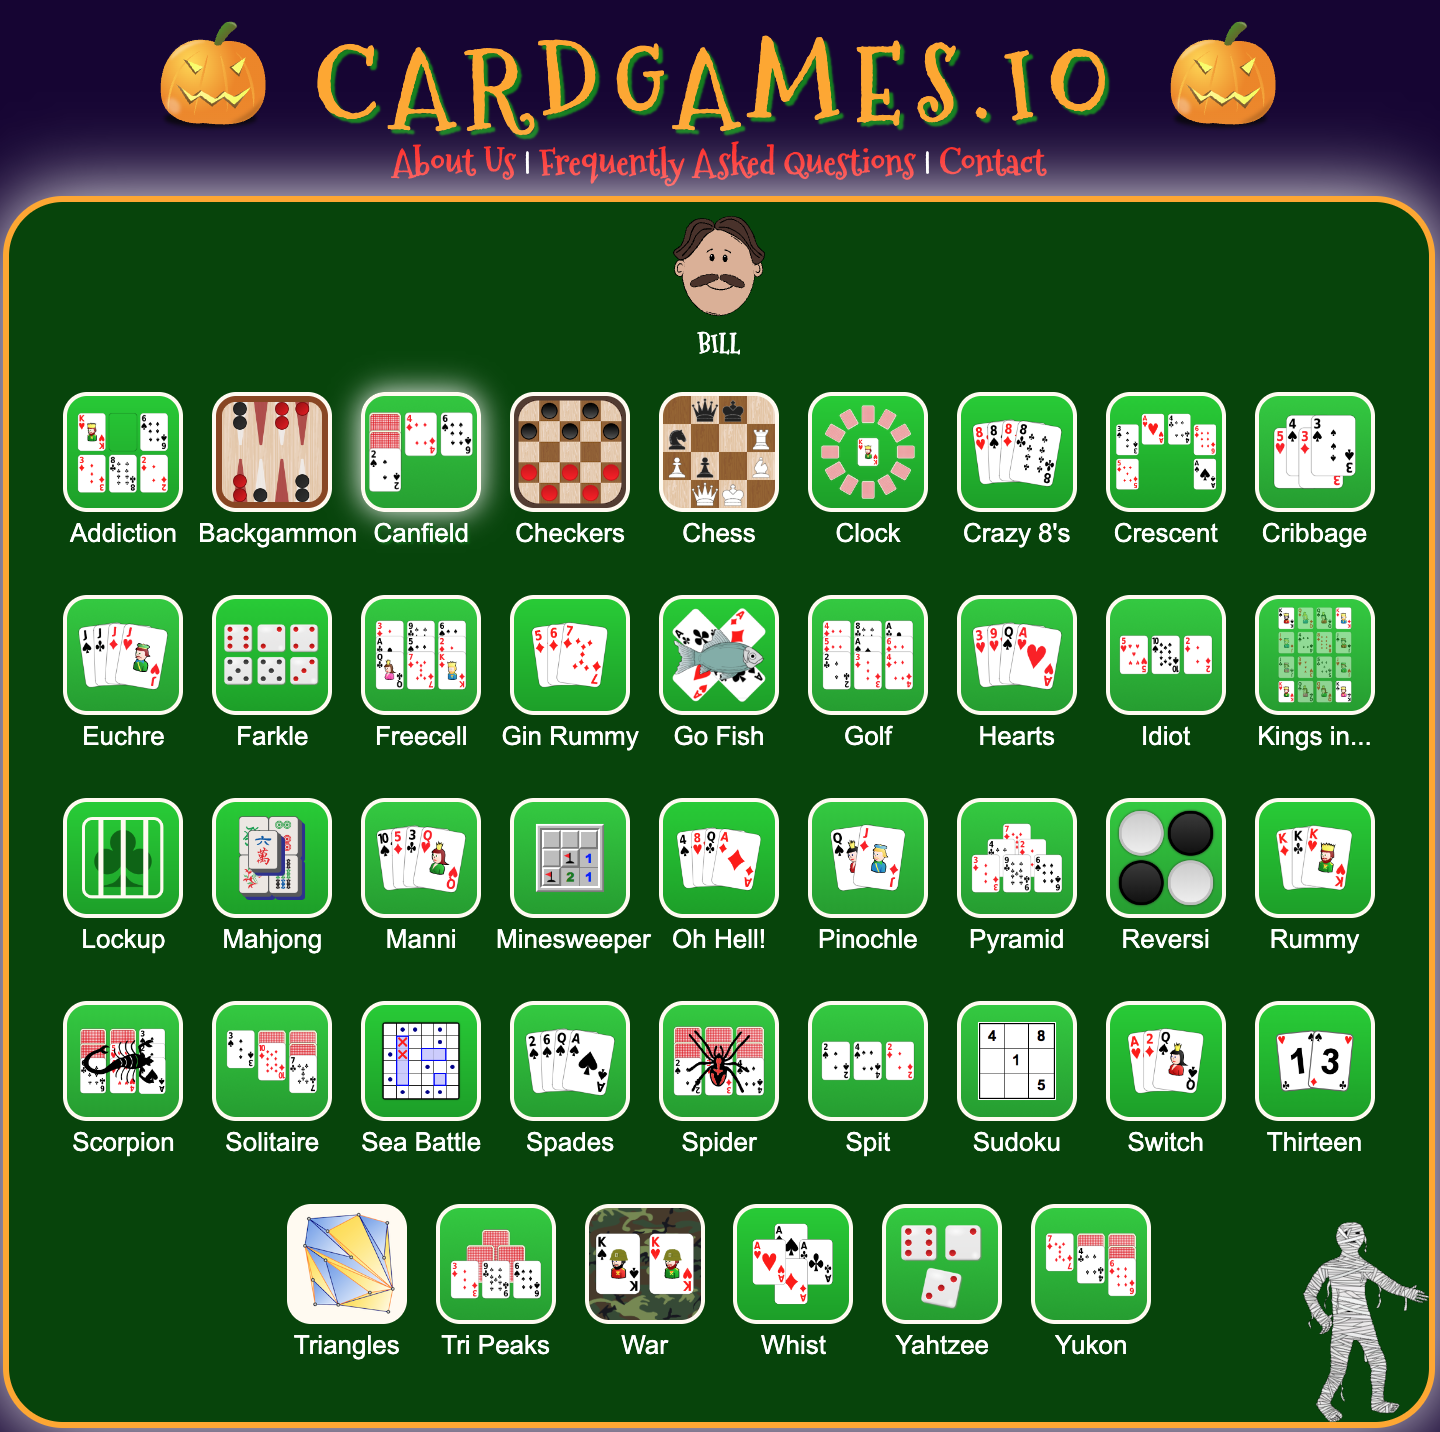 CARDGAMES.IO
About Us | Frequently Asked Questions | Contact
BILL
Addiction Backgammon Canfield Checkers Chess Clock Crazy 8's Crescent Cribbage
Euchre Farkle Freecell Gin Rummy Go Fish Golf Hearts Idiot Kings in...
Lockup Mahjong Manni Minesweeper Oh Hell! Pinochle Pyramid Reversi Rummy
Scorpion Solitaire Sea Battle Spades Spider Spit Sudoku Switch Thirteen
Triangles Tri Peaks War Whist Yahtzee Yukon